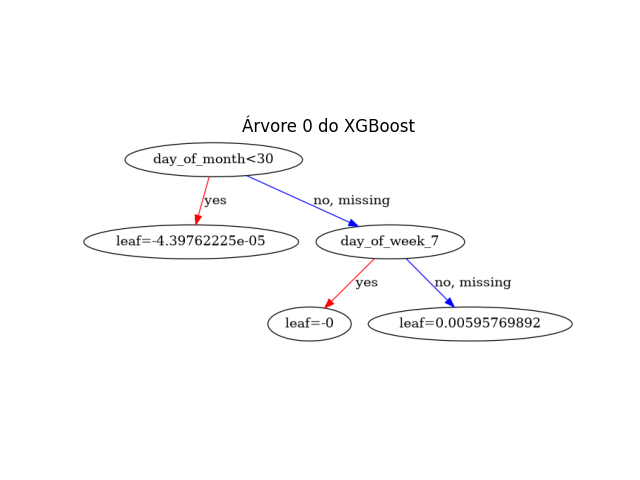 Árvore 0 do XGBoost
day_of_month<30
yes
no, missing
leaf=-4.39762225e-05
day_of_week_7
yes
no, missing
leaf=-0
leaf=0.00595769892